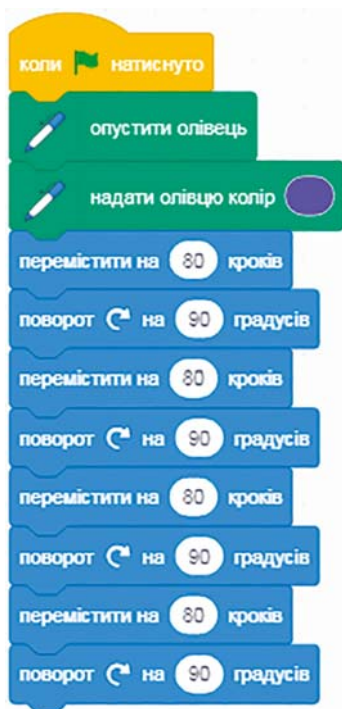 коли натиснуто
опустити олівець
надати олівцю колір
перемістити на 80 кроків
поворот на 90 градусів
перемістити на 80 кроків
поворот на 90 градусів
перемістити на 80 кроків
поворот на 90 градусів
перемістити на 80 кроків
поворот на 90 градусів